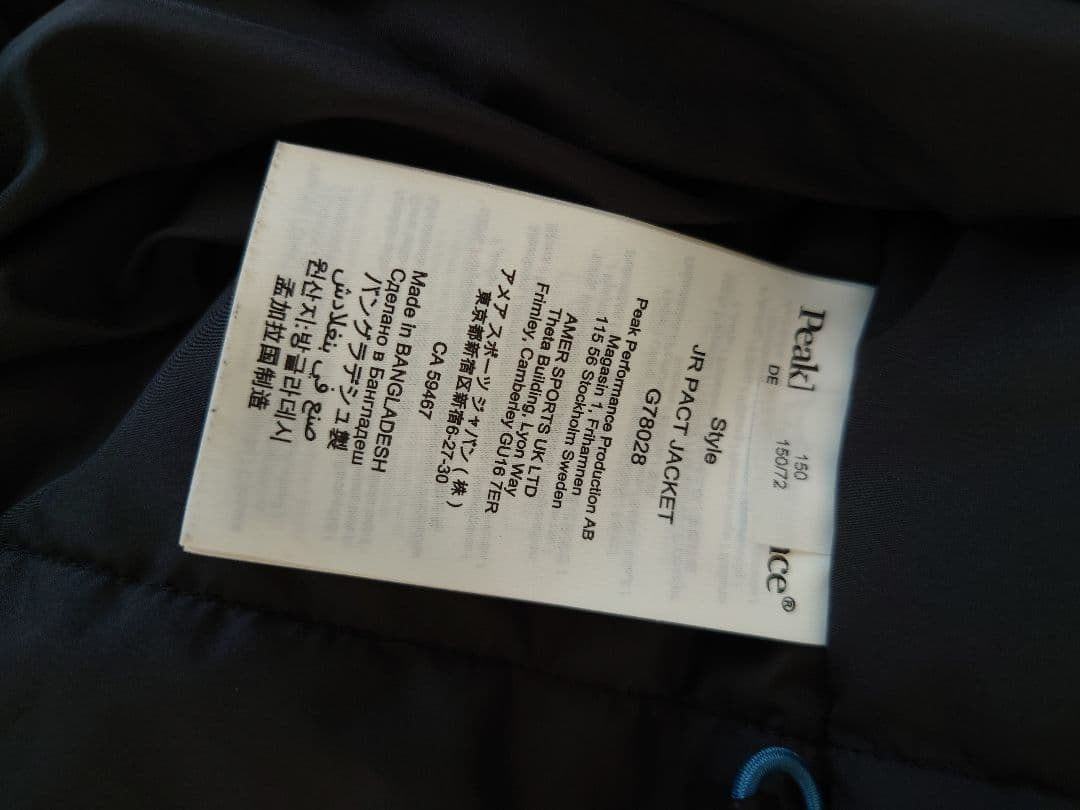 Peak
nce®
150
DE 150/72
Style
JR PACT JACKET
G78028
Peak Performance Production AB
Magasin 1, Frihamnen
115 56 Stockholm Sweden
AMER SPORTS UK LTD
Theta Building, Lyon Way
Frimley, Camberley GU16 7ER
アメア スポーツ ジャパン(株)
東京都新宿区新宿6-27-30
CA 59467
Made in BANGLADESH
Сделано в Бангладеш
バングラデシュ製
صنع في بنغلادش
원산지:방글라데시
孟加拉国制造